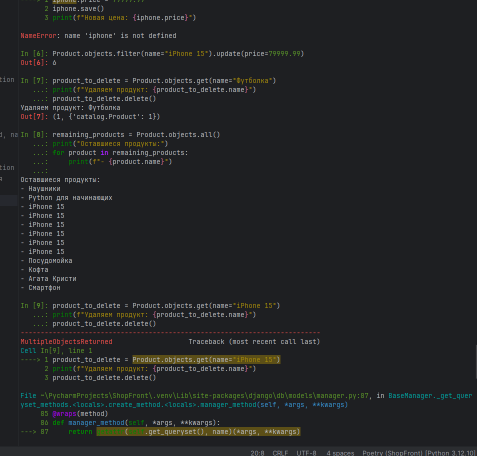 ----> 1 iphone.price = 79999.99
2 iphone.save()
3 print(f"Новая цена: {iphone.price}")
NameError: name 'iphone' is not defined
In [6]: Product.objects.filter(name="iPhone 15").update(price=79999.99)
Out[6]: 6
In [7]: product_to_delete = Product.objects.get(name="Футболка")
...: print(f"Удаляем продукт: {product_to_delete.name}")
...: product_to_delete.delete()
Удаляем продукт: Футболка
Out[7]: (1, {'catalog.Product': 1})
In [8]: remaining_products = Product.objects.all()
...: print("Оставшиеся продукты:")
...: for product in remaining_products:
...:     print(f"- {product.name}")
...:
Оставшиеся продукты:
- Наушники
- Python для начинающих
- iPhone 15
- iPhone 15
- iPhone 15
- iPhone 15
- iPhone 15
- iPhone 15
- Посудомойка
- Кофта
- Агата Кристи
- Смартфон
In [9]: product_to_delete = Product.objects.get(name="iPhone 15")
...: print(f"Удаляем продукт: {product_to_delete.name}")
...: product_to_delete.delete()
---------------------------------------------------------------------------
MultipleObjectsReturned                   Traceback (most recent call last)
Cell In[9], line 1
----> 1 product_to_delete = Product.objects.get(name="iPhone 15")
2 print(f"Удаляем продукт: {product_to_delete.name}")
3 product_to_delete.delete()
File ~\PycharmProjects\ShopFront\.venv\Lib\site-packages\django\db\models\manager.py:87, in BaseManager._get_quer
yset_methods.<locals>.create_method.<locals>.manager_method(self, *args, **kwargs)
85 @wraps(method)
86 def manager_method(self, *args, **kwargs):
---> 87     return .get_queryset(), name)(*args, **kwargs)
20:8 CRLF UTF-8 4 spaces Poetry (ShopFront) [Python 3.12.10]